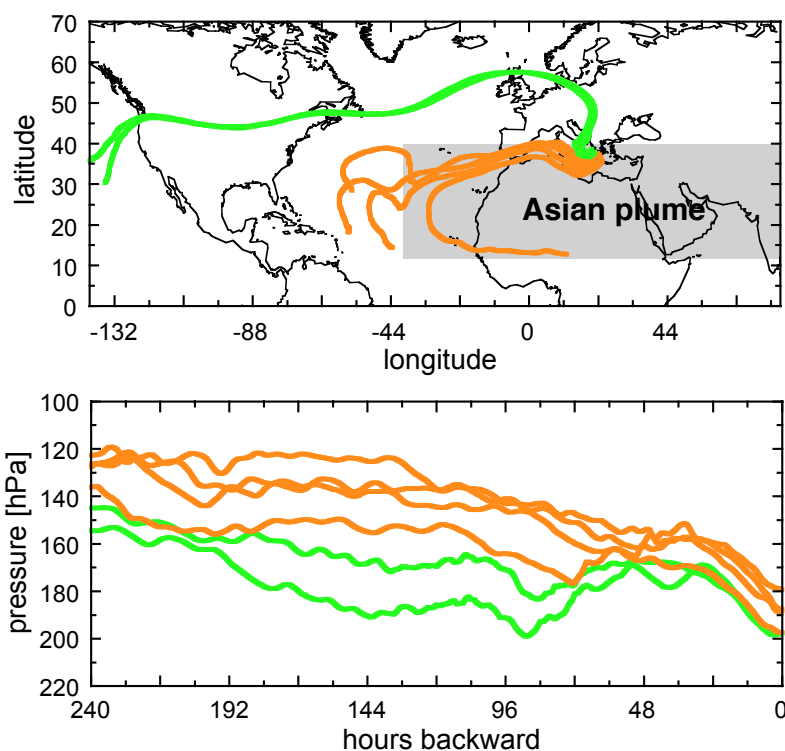 70
60
50
40
30
20
10
0
latitude
Asian plume
-132 -88 -44 0 44
longitude
100
120
140
160
180
200
220
pressure [hPa]
240 192 144 96 48 0
hours backward